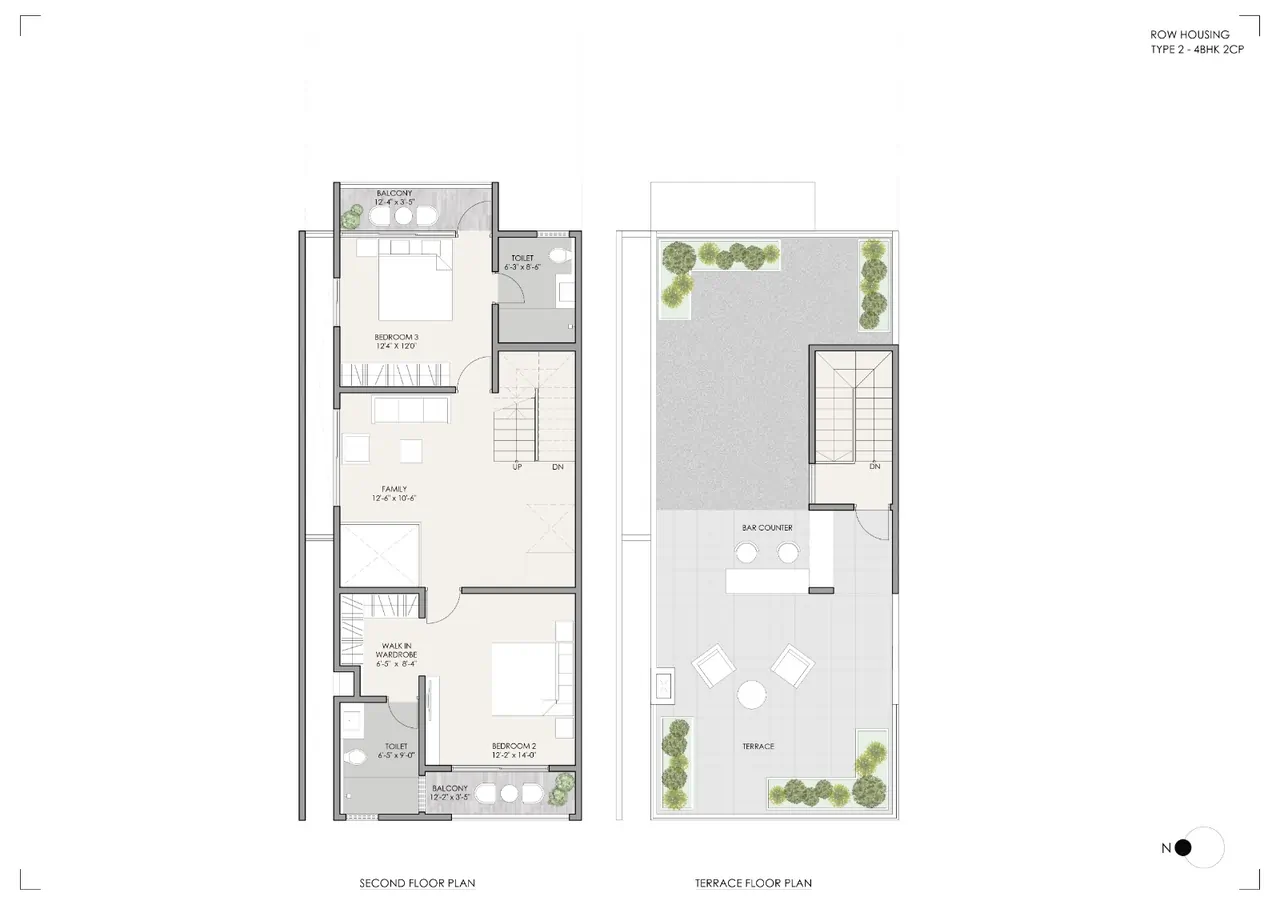 ROW HOUSING
TYPE 2 - 4BHK 2CP
BALCONY
12'-4" x 3'-5"
TOILET
6'-3" x 8'-6"
BEDROOM 3
12'4" X 12'0"
UP
DN
FAMILY
12'-6" x 10'-6"
WALK IN
WARDROBE
6'-5" x 8'-4"
TOILET
6'-5" x 9'-0"
BEDROOM 2
12'-2" x 14'-0"
BALCONY
12'-2" x 3'-5"
DN
BAR COUNTER
TERRACE
N
SECOND FLOOR PLAN
TERRACE FLOOR PLAN